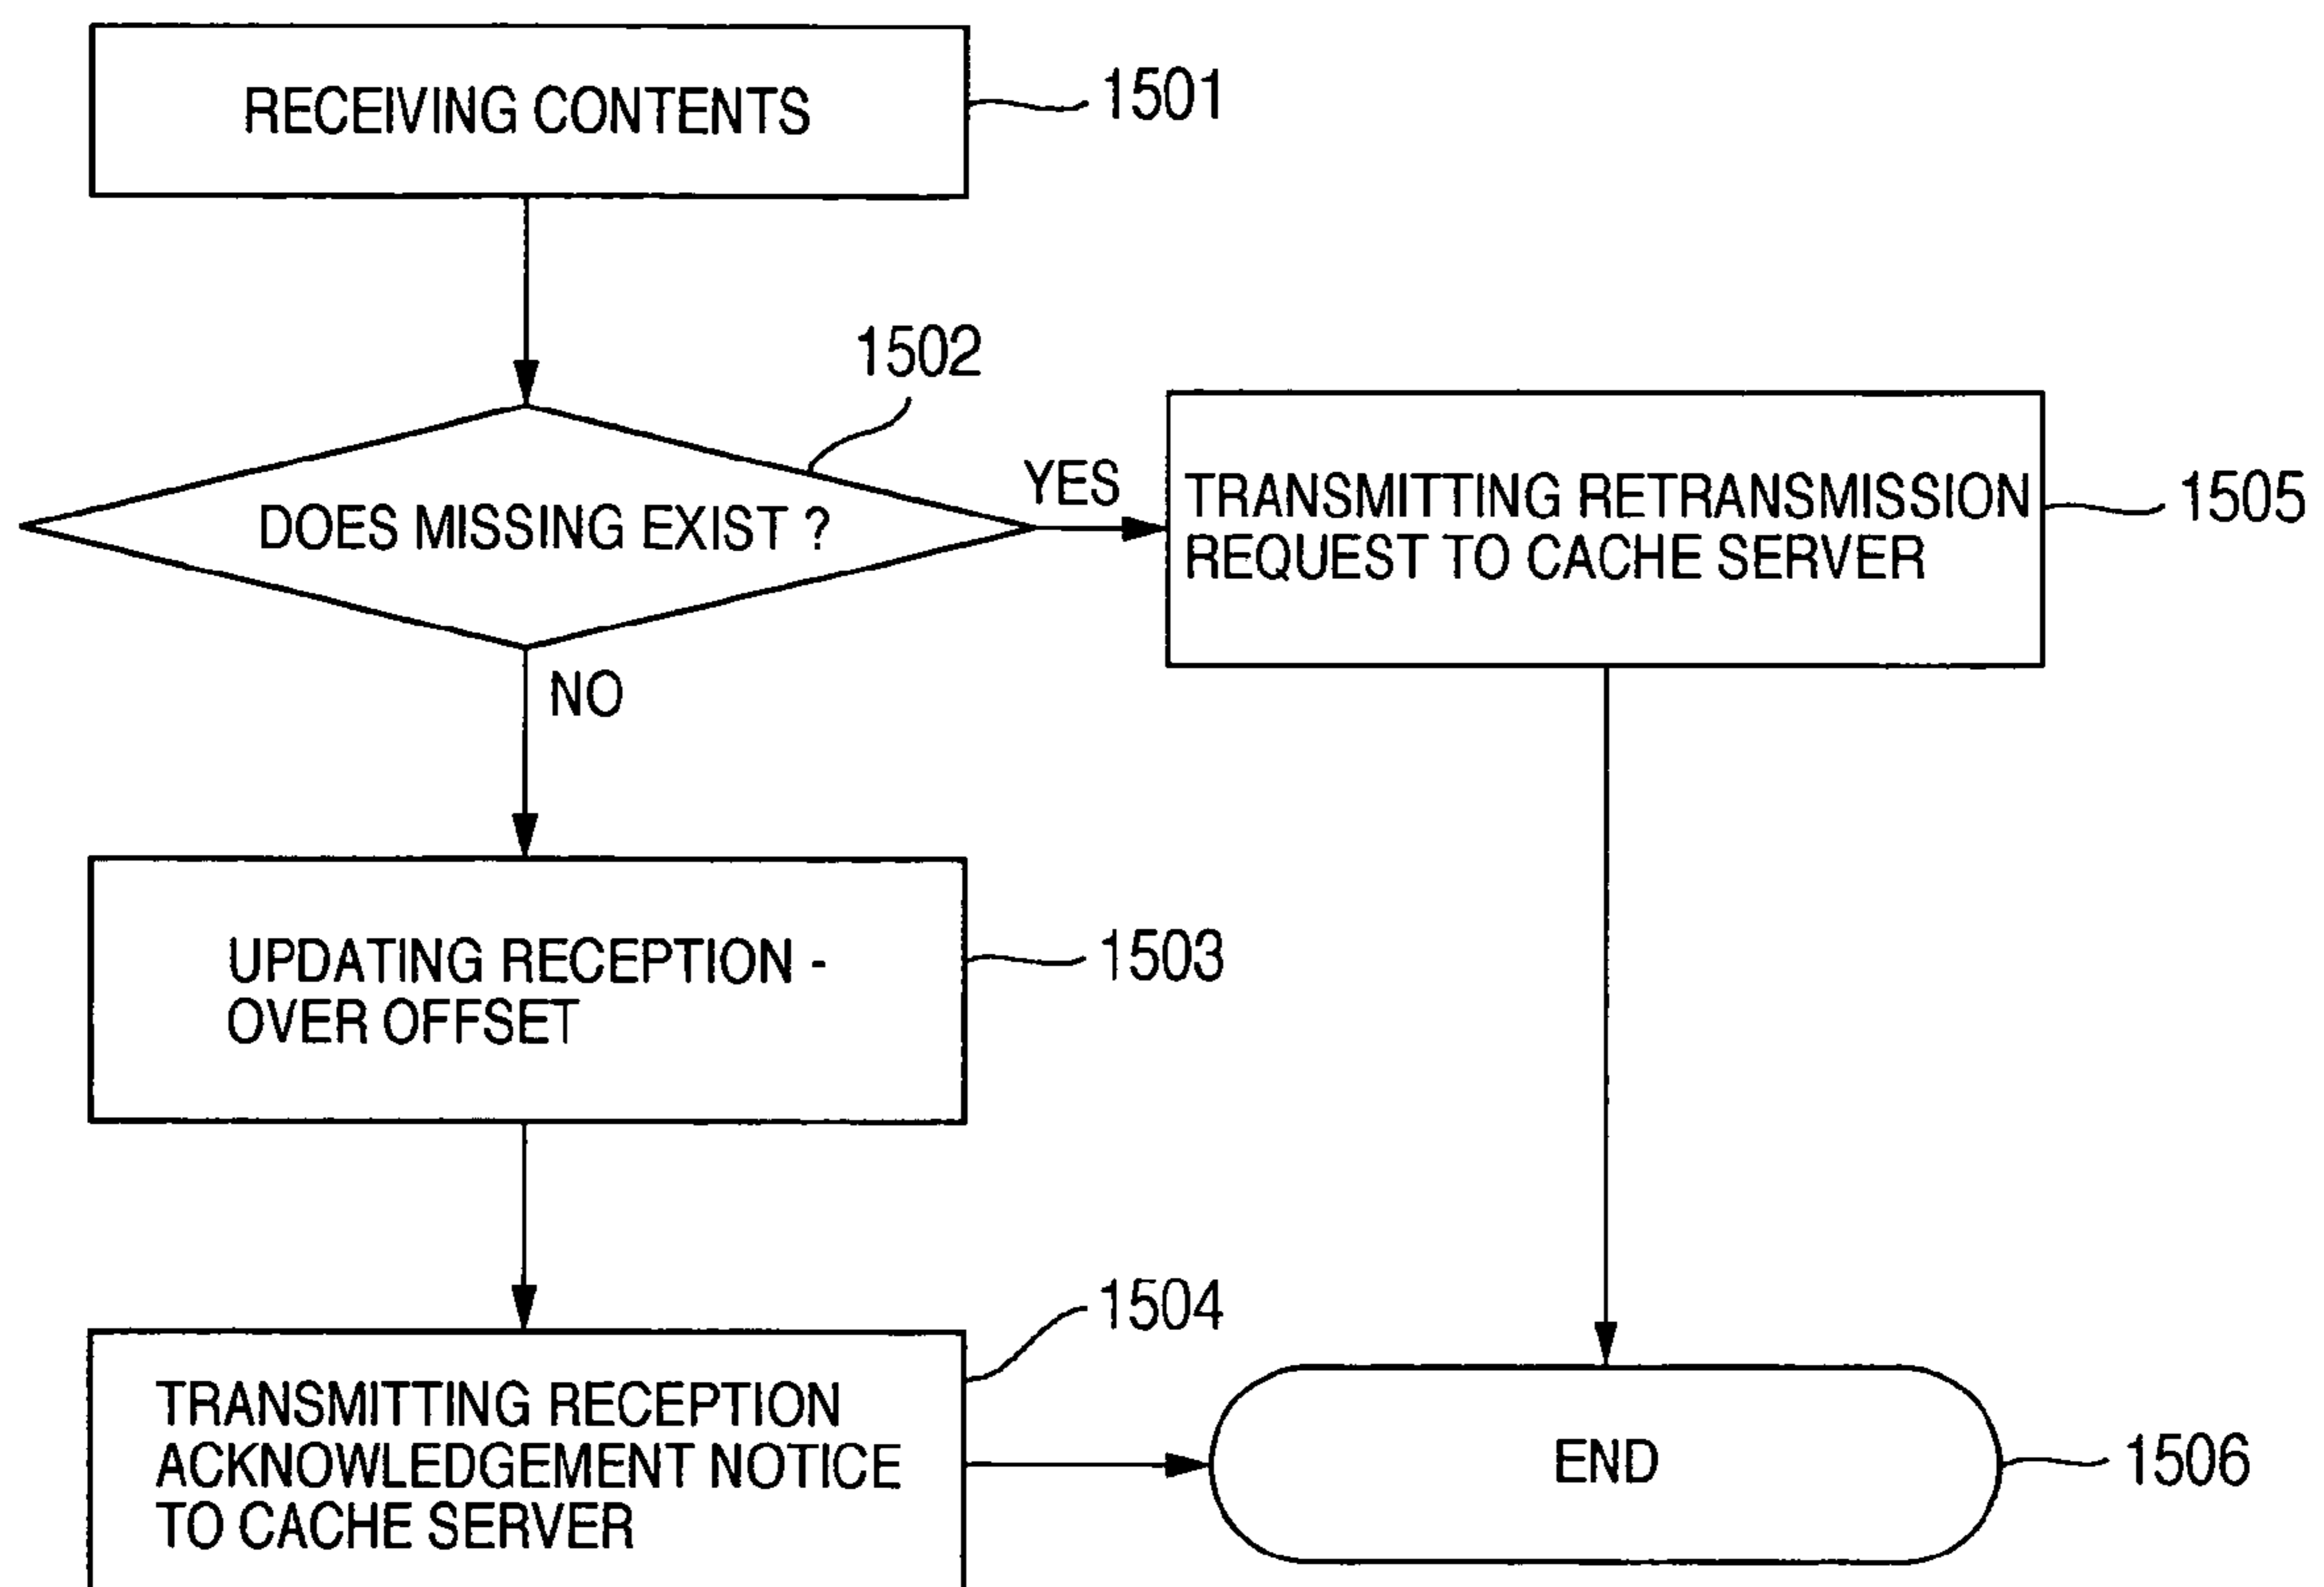 RECEIVING CONTENTS
1501
1502
DOES MISSING EXIST ?
YES
TRANSMITTING RETRANSMISSION
REQUEST TO CACHE SERVER
1505
NO
UPDATING RECEPTION -
OVER OFFSET
1503
1504
TRANSMITTING RECEPTION
ACKNOWLEDGEMENT NOTICE
TO CACHE SERVER
END
1506